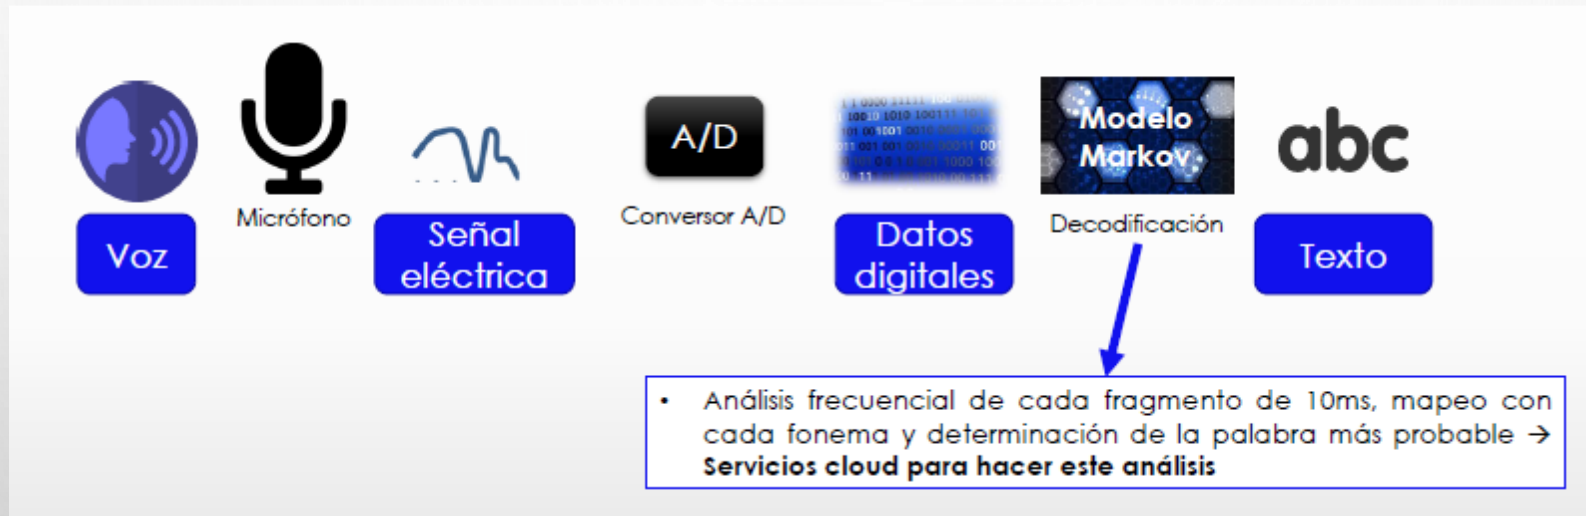 Voz
Micrófono
Señal
eléctrica
A/D
Conversor A/D
Datos
digitales
Modelo
Markov
Decodificación
abc
Texto
• Análisis frecuencial de cada fragmento de 10ms, mapeo con
cada fonema y determinación de la palabra más probable →
Servicios cloud para hacer este análisis